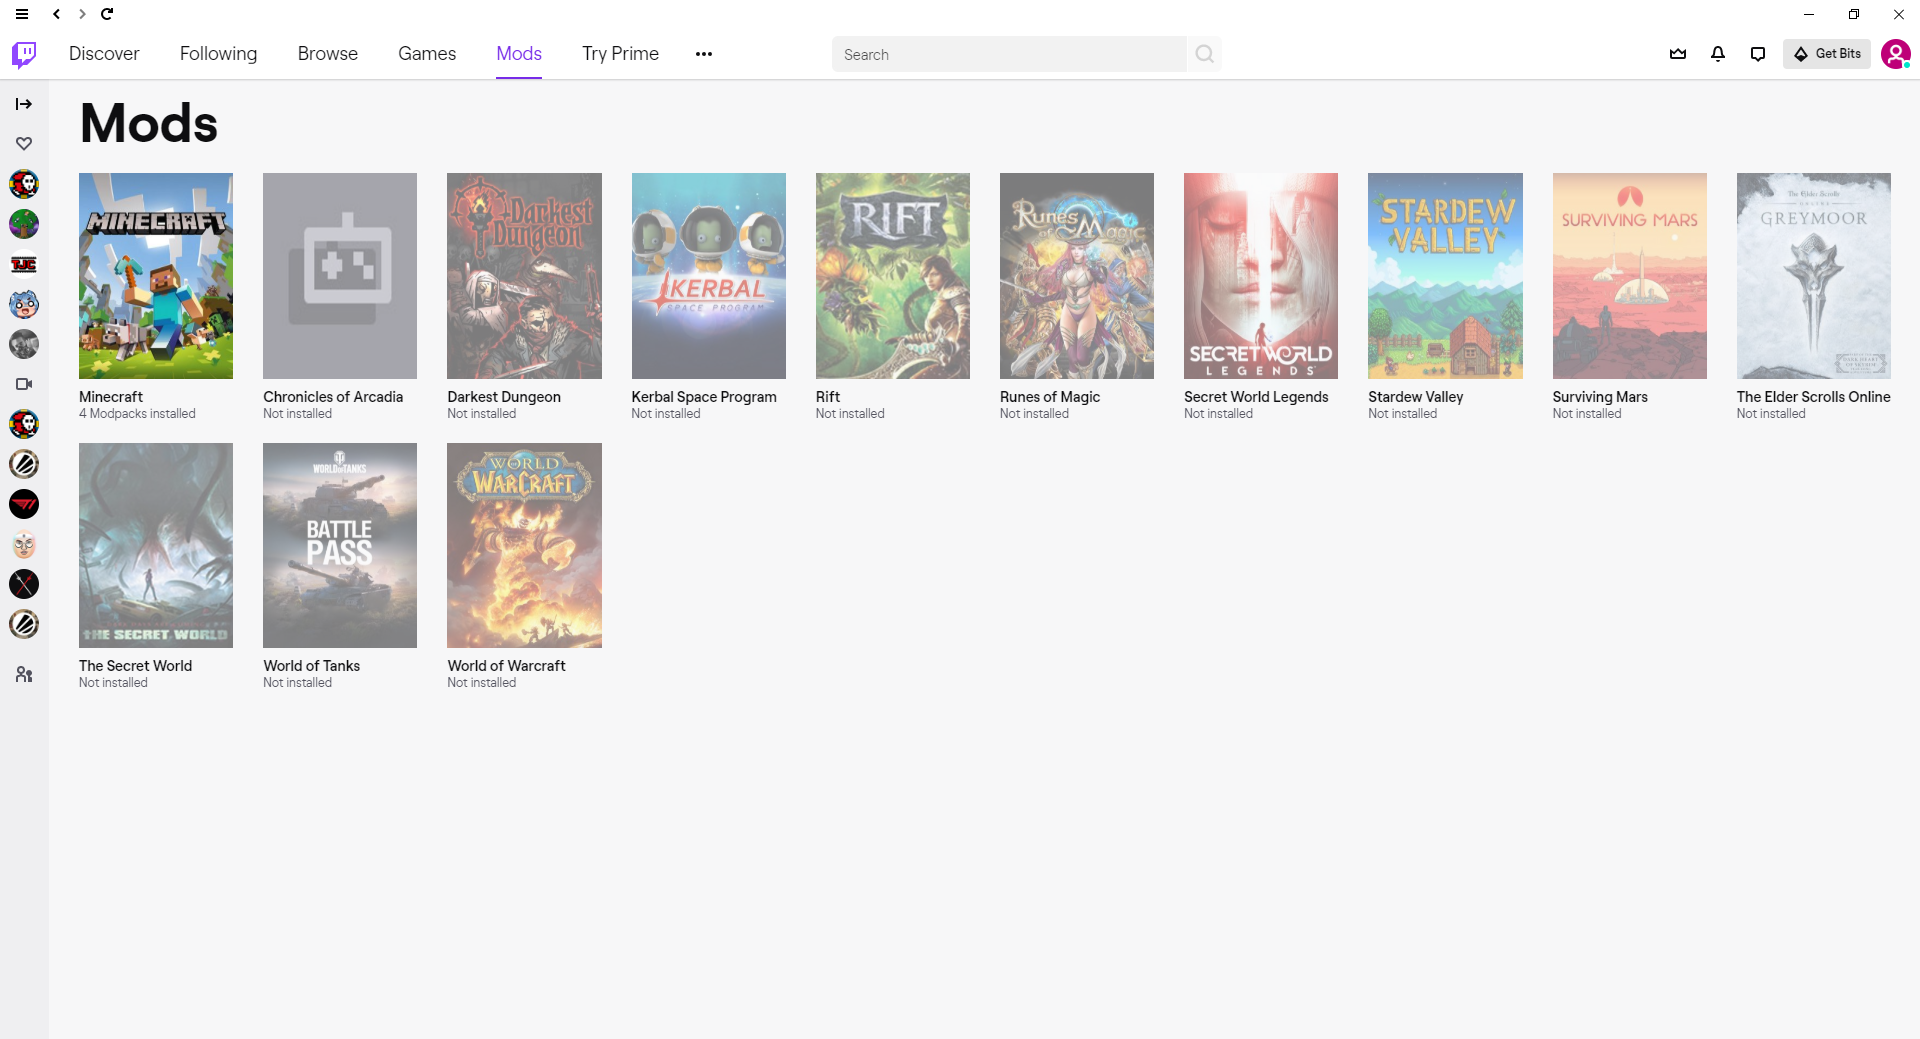 Discover Following Browse Games Mods Try Prime Search Get Bits
Mods
MINECRAFT
Darkest
Dungeon
KERBAL
SPACE PROGRAM
RIFT
Runes
of Magic
SECRET WORLD
LEGENDS
STARDEW
VALLEY
SURVIVING MARS
The Elder Scrolls
ONLINE
GREYMOOR
Minecraft
4 Modpacks installed
Chronicles of Arcadia
Not installed
Darkest Dungeon
Not installed
Kerbal Space Program
Not installed
Rift
Not installed
Runes of Magic
Not installed
Secret World Legends
Not installed
Stardew Valley
Not installed
Surviving Mars
Not installed
The Elder Scrolls Online
Not installed
TJC
THE SECRET WORLD
WORLD OF TANKS
BATTLE
PASS
WORLD
OF
WARCRAFT
The Secret World
Not installed
World of Tanks
Not installed
World of Warcraft
Not installed